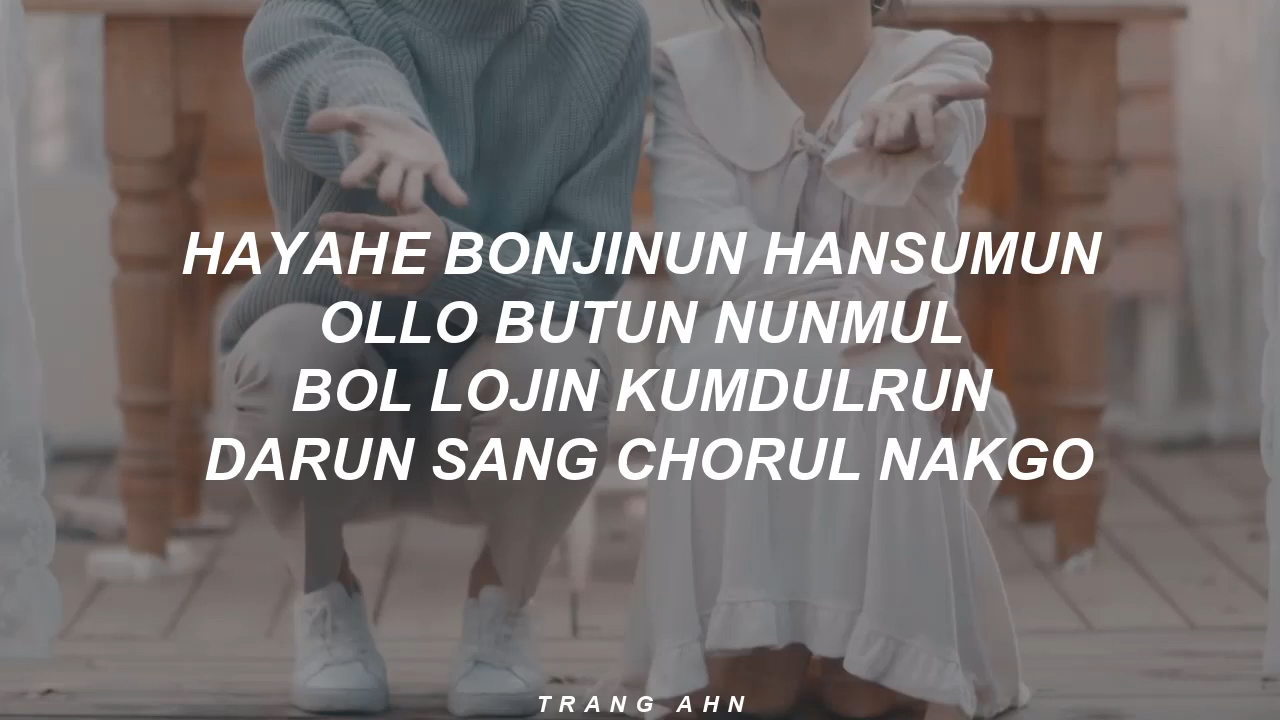 HAYAHE BONJINUN HANSUMUN
OLLO BUTUN NUNMUL
BOL LOJIN KUMDULRUN
DARUN SANG CHORUL NAKGO
TRANG AHN